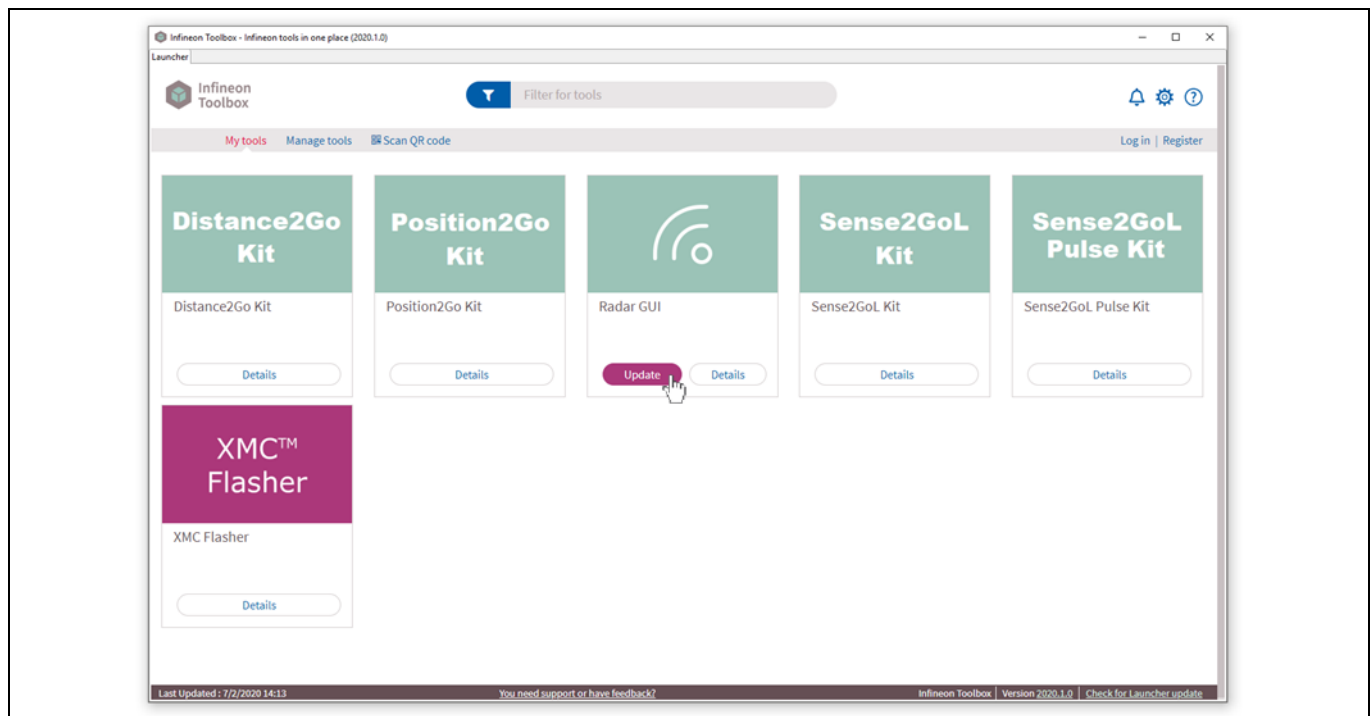 Infineon Toolbox - Infineon tools in one place (2020.1.0)
Launcher
Infineon
Toolbox
Filter for tools
My tools Manage tools Scan QR code Log in | Register
Distance2Go
Kit
Position2Go
Kit
Sense2GoL
Kit
Sense2GoL
Pulse Kit
Distance2Go Kit
Position2Go Kit
Radar GUI
Sense2GoL Kit
Sense2GoL Pulse Kit
Details
Details
Update
Details
Details
Details
XMC™
Flasher
XMC Flasher
Details
Last Updated : 7/2/2020 14:13 You need support or have feedback? Infineon Toolbox | Version 2020.1.0 | Check for Launcher update